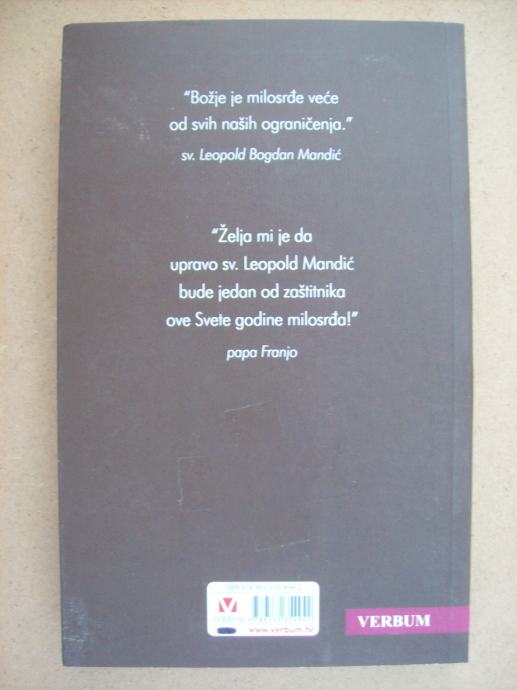 “Božje je milosrđe veće
od svih naših ograničenja.”
sv. Leopold Bogdan Mandić
“Želja mi je da
upravo sv. Leopold Mandić
bude jedan od zaštitnika
ove Svete godine milosrđa!”
papa Franjo
VERBUM
www.verbum.hr
VERBUM